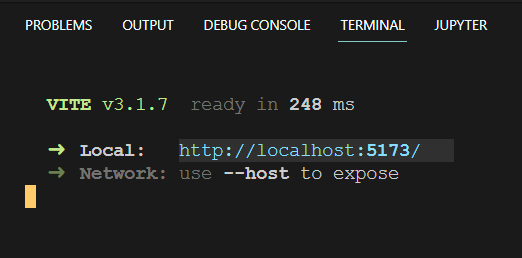 PROBLEMS OUTPUT DEBUG CONSOLE TERMINAL JUPYTER
VITE v3.1.7 ready in 248 ms
➜ Local: http://localhost:5173/
➜ Network: use --host to expose